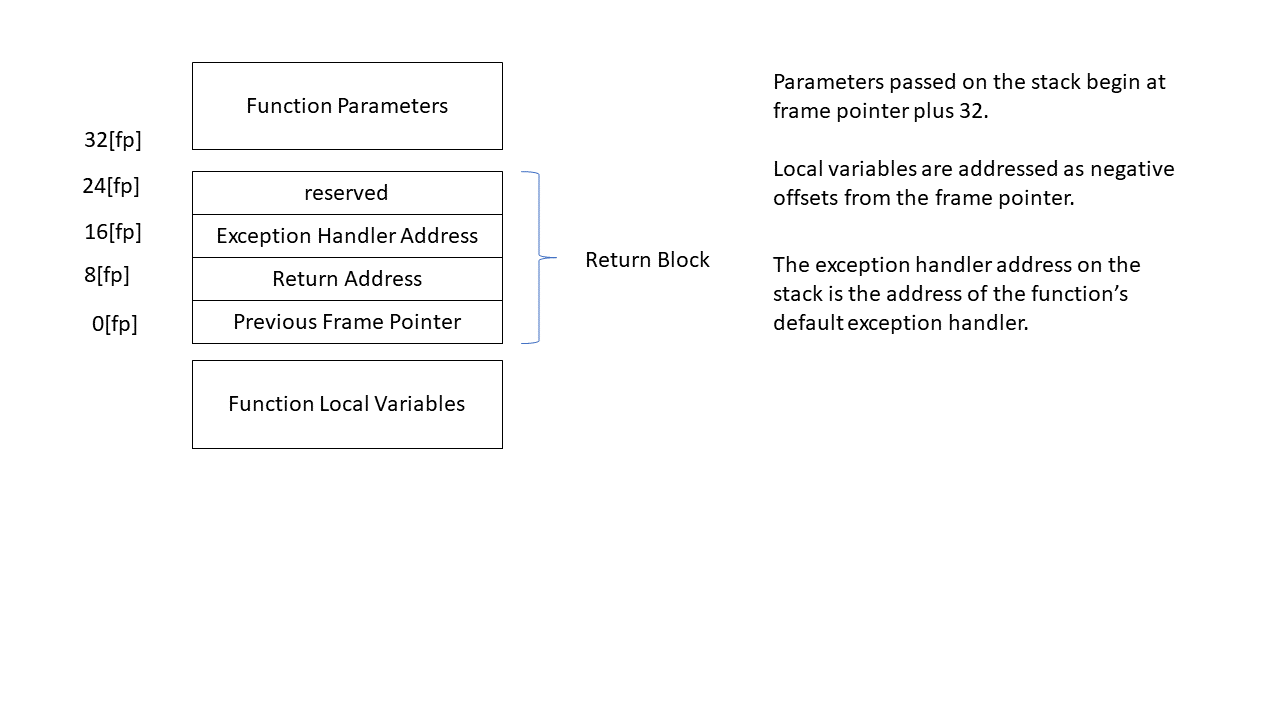 Function Parameters
32[fp]
24[fp]
reserved
16[fp]
Exception Handler Address
8[fp]
Return Address
0[fp]
Previous Frame Pointer
Return Block
Function Local Variables
Parameters passed on the stack begin at
frame pointer plus 32.
Local variables are addressed as negative
offsets from the frame pointer.
The exception handler address on the
stack is the address of the function’s
default exception handler.